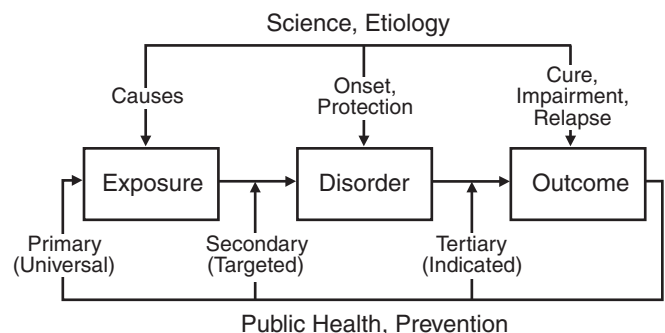 Science, Etiology
Causes
Onset,
Protection
Cure,
Impairment,
Relapse
Exposure
Disorder
Outcome
Primary
(Universal)
Secondary
(Targeted)
Tertiary
(Indicated)
Public Health, Prevention